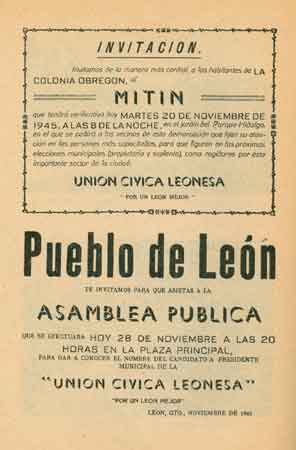 INVITACION.
Invitamos de la manera más cordial, a los habitantes de LA
COLONIA OBREGON, al
MITIN
que tendrá verificativo hoy MARTES 20 DE NOVIEMBRE DE
1945, A LAS 8 DE LA NOCHE, en el jardín del Parque Hidalgo,
en el que se pedirá a los vecinos de esta demarcación que fijen su aten-
ción en las personas más capacitadas, para que figuren en las próximas
elecciones municipales (propietario y suplente), como regidores por este
importante sector de la ciudad.
UNION CIVICA LEONESA
"POR UN LEON MEJOR"
Pueblo de León
TE INVITAMOS PARA QUE ASISTAS A LA
ASAMBLEA PUBLICA
QUE SE EFECTUARA HOY 28 DE NOVIEMBRE A LAS 20
HORAS EN LA PLAZA PRINCIPAL,
PARA DAR A CONOCER EL NOMBRE DEL CANDIDATO A PRESIDENTE
MUNICIPAL DE LA
"UNION CIVICA LEONESA"
"POR UN LEON MEJOR"
LEON, GTO., NOVIEMBRE DE 1945